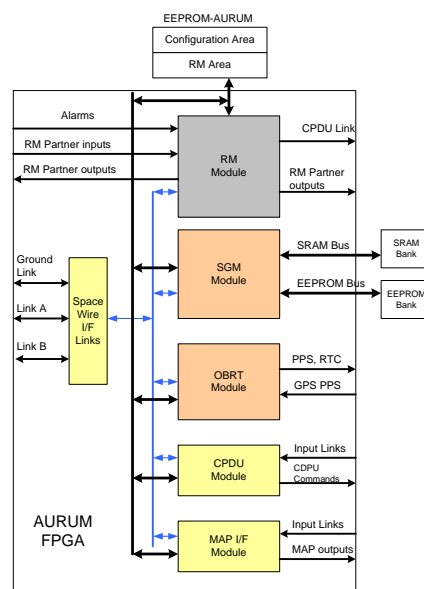 EEPROM-AURUM
Configuration Area
RM Area
Alarms
RM Partner inputs
RM Partner outputs
RM
Module
CPDU Link
RM Partner
outputs
Ground
Link
Link A
Link B
Space
Wire
I/F
Links
SGM
Module
SRAM Bus
EEPROM Bus
SRAM
Bank
EEPROM
Bank
OBRT
Module
PPS, RTC
GPS PPS
CPDU
Module
Input Links
CDPU
Commands
MAP I/F
Module
Input Links
MAP outputs
AURUM
FPGA